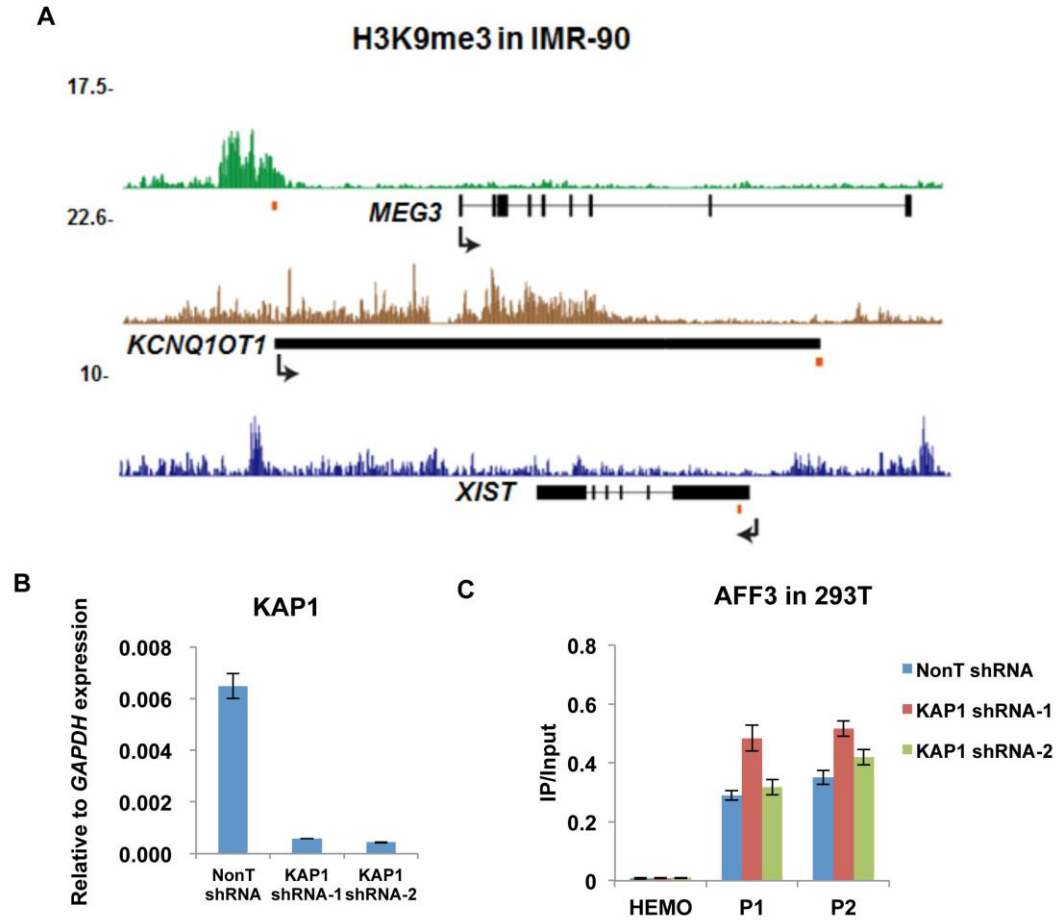 A
H3K9me3 in IMR-90
17.5-
MEG3
22.6-
KCNQ1OT1
10-
XIST
B
KAP1
Relative to GAPDH expression
0.008
0.006
0.004
0.002
0.000
NonT shRNA
KAP1 shRNA-1
KAP1 shRNA-2
C
AFF3 in 293T
IP/Input
0.8
0.6
0.4
0.2
0
HEMO
P1
P2
NonT shRNA
KAP1 shRNA-1
KAP1 shRNA-2